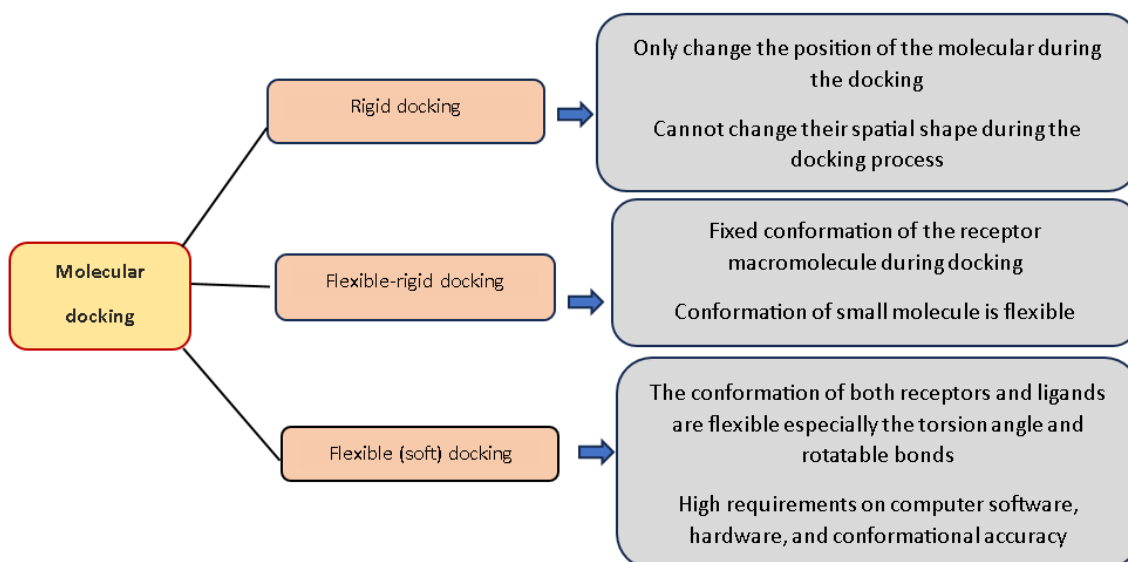 Molecular
docking
Rigid docking
Only change the position of the molecular during
the docking
Cannot change their spatial shape during the
docking process
Flexible-rigid docking
Fixed conformation of the receptor
macromolecule during docking
Conformation of small molecule is flexible
Flexible (soft) docking
The conformation of both receptors and ligands
are flexible especially the torsion angle and
rotatable bonds
High requirements on computer software,
hardware, and conformational accuracy